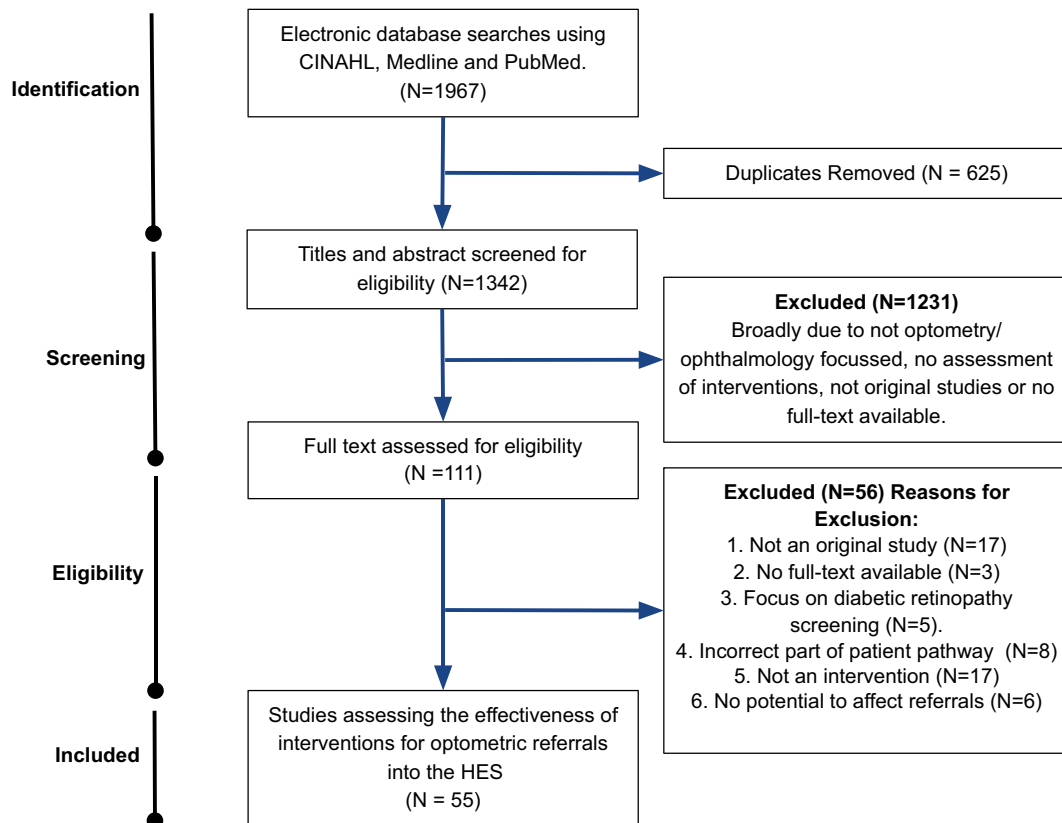 Electronic database searches using
CINAHL, Medline and PubMed.
(N=1967)
Identification
Duplicates Removed (N = 625)
Titles and abstract screened for
eligibility (N=1342)
Excluded (N=1231)
Broadly due to not optometry/
ophthalmology focussed, no assessment
of interventions, not original studies or no
full-text available.
Screening
Full text assessed for eligibility
(N =111)
Excluded (N=56) Reasons for
Exclusion:
1. Not an original study (N=17)
2. No full-text available (N=3)
3. Focus on diabetic retinopathy
screening (N=5).
4. Incorrect part of patient pathway  (N=8)
5. Not an intervention (N=17)
6. No potential to affect referrals (N=6)
Eligibility
Studies assessing the effectiveness of
interventions for optometric referrals
into the HES
(N = 55)
Included